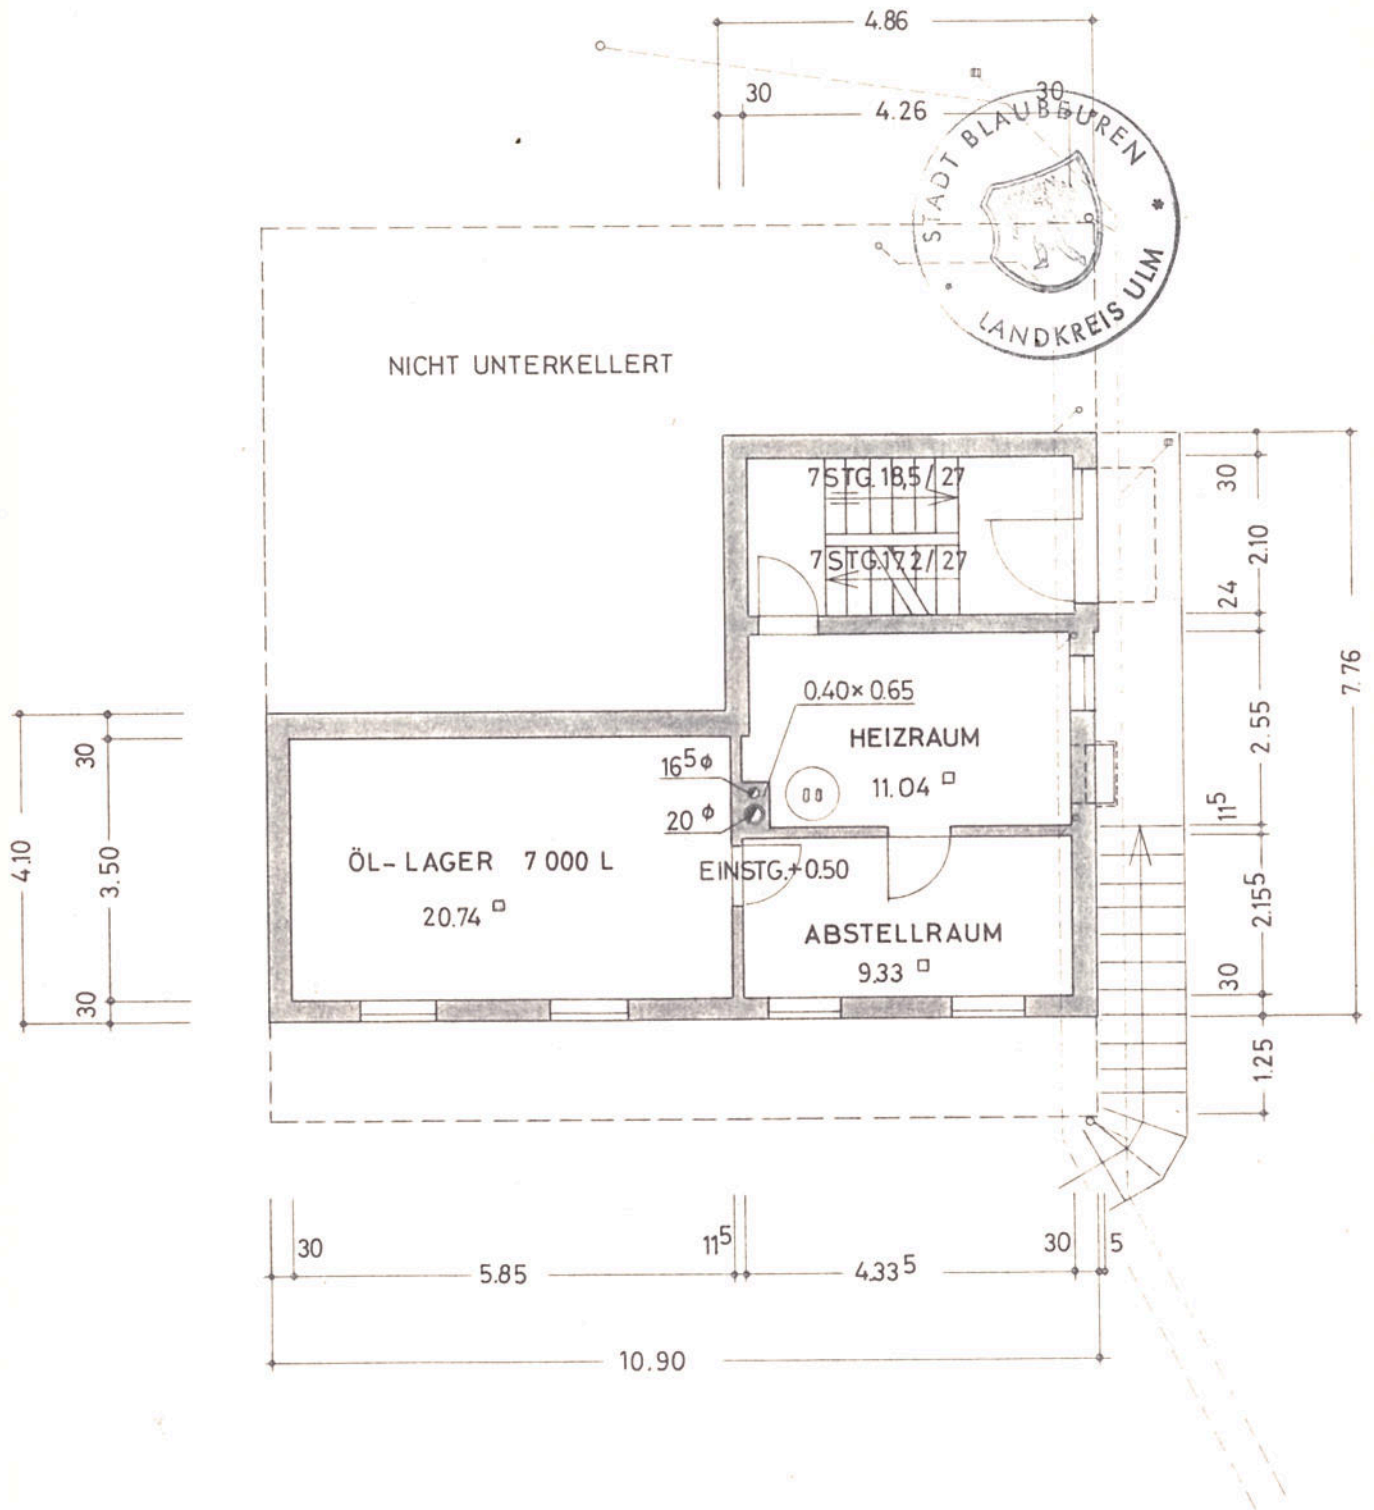 4.86
30
4.26
30
STADT BLAUBEUREN
* LANDKREIS ULM *
NICHT UNTERKELLERT
7 STG. 18,5 / 27
7 STG. 17,2 / 27
30
2.10
24
2.55
11⁵
2.15⁵
30
1.25
7.76
0.40 × 0.65
HEIZRAUM
11.04 □
16⁵ ϕ
20 ϕ
ÖL-LAGER 7 000 L
20.74 □
EINSTG. +0.50
ABSTELLRAUM
9.33 □
30
3.50
30
4.10
30
5.85
11⁵
4.33⁵
30
5
10.90